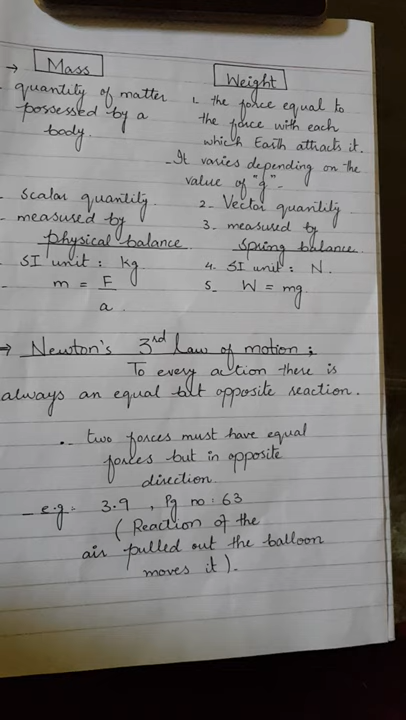 → Mass
- quantity of matter
possessed by a
body.
- scalar quantity.
- measured by
physical balance
- SI unit : kg
- m = F
a
Weight
1. the force equal to
the force with each
which Earth attracts it.
- It varies depending on the
value of "g".
2. Vector quantity
3. measured by
spring balance.
4. SI unit : N.
5. W = mg.
→ Newton's 3rd Law of motion ;
To every action there is
always an equal but opposite reaction.
two forces must have equal
forces but in opposite
direction.
- e.g. 3.9 , Pg no : 63
( Reaction of the
air pulled out the balloon
moves it ).